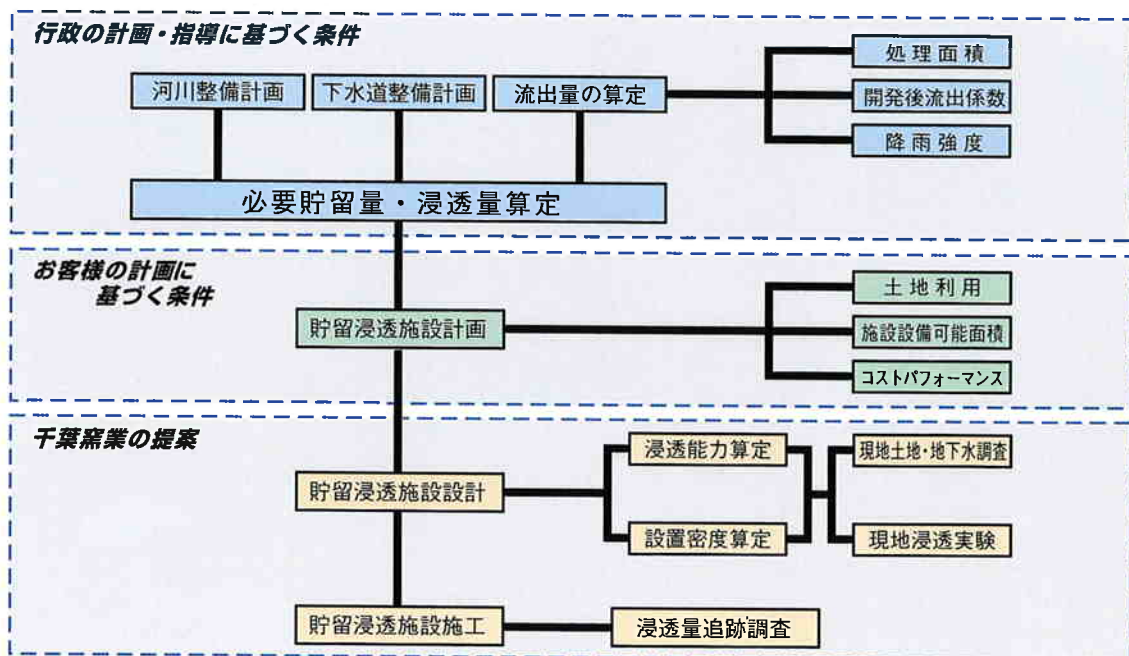 行政の計画・指導に基づく条件
河川整備計画
下水道整備計画
流出量の算定
処理面積
開発後流出係数
降雨強度
必要貯留量・浸透量算定
お客様の計画に
基づく条件
貯留浸透施設計画
土地利用
施設設備可能面積
コストパフォーマンス
千葉窯業の提案
貯留浸透施設設計
浸透能力算定
設置密度算定
現地土地・地下水調査
現地浸透実験
貯留浸透施設施工
浸透量追跡調査